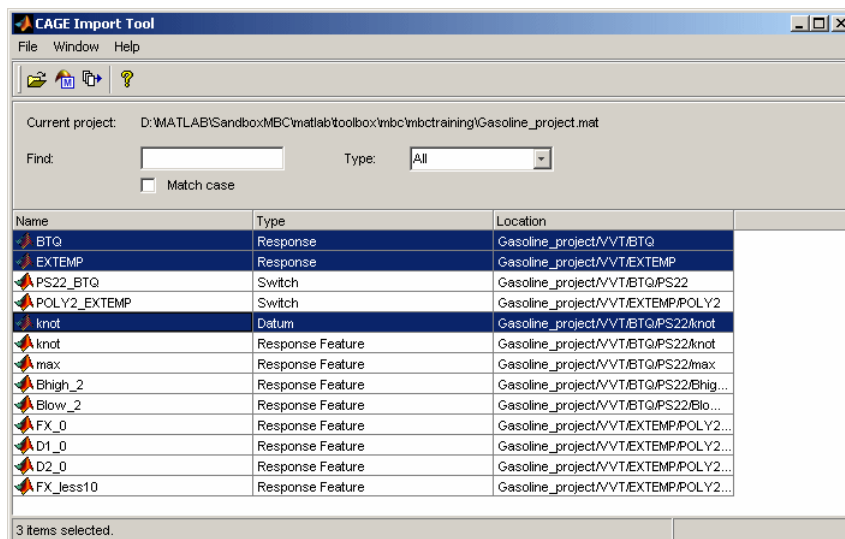 CAGE Import Tool
File Window Help
Current project: D:\MATLAB\SandboxMBC\matlab\toolbox\mbc\mbctraining\Gasoline_project.mat
Find: Type: All
Match case
Name Type Location
BTQ Response Gasoline_project/VVT/BTQ
EXTEMP Response Gasoline_project/VVT/EXTEMP
PS22_BTQ Switch Gasoline_project/VVT/BTQ/PS22
POLY2_EXTEMP Switch Gasoline_project/VVT/EXTEMP/POLY2
knot Datum Gasoline_project/VVT/BTQ/PS22/knot
knot Response Feature Gasoline_project/VVT/BTQ/PS22/knot
max Response Feature Gasoline_project/VVT/BTQ/PS22/max
Bhigh_2 Response Feature Gasoline_project/VVT/BTQ/PS22/Bhig...
Blow_2 Response Feature Gasoline_project/VVT/BTQ/PS22/Blo...
FX_0 Response Feature Gasoline_project/VVT/EXTEMP/POLY2...
D1_0 Response Feature Gasoline_project/VVT/EXTEMP/POLY2...
D2_0 Response Feature Gasoline_project/VVT/EXTEMP/POLY2...
FX_less10 Response Feature Gasoline_project/VVT/EXTEMP/POLY2...
3 items selected.